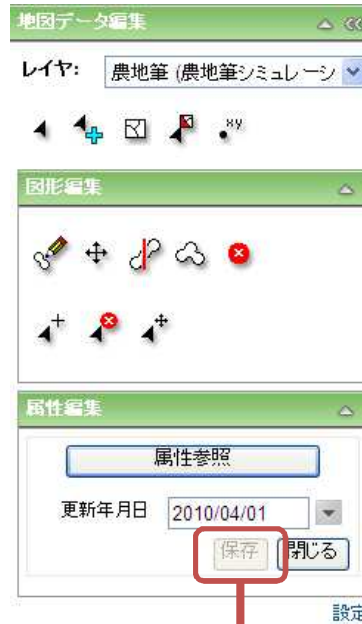 地図データ編集
レイヤ: 農地筆 (農地筆シミュレーシ
xy
図形編集
属性編集
属性参照
更新年月日 2010/04/01
保存 閉じる
設定